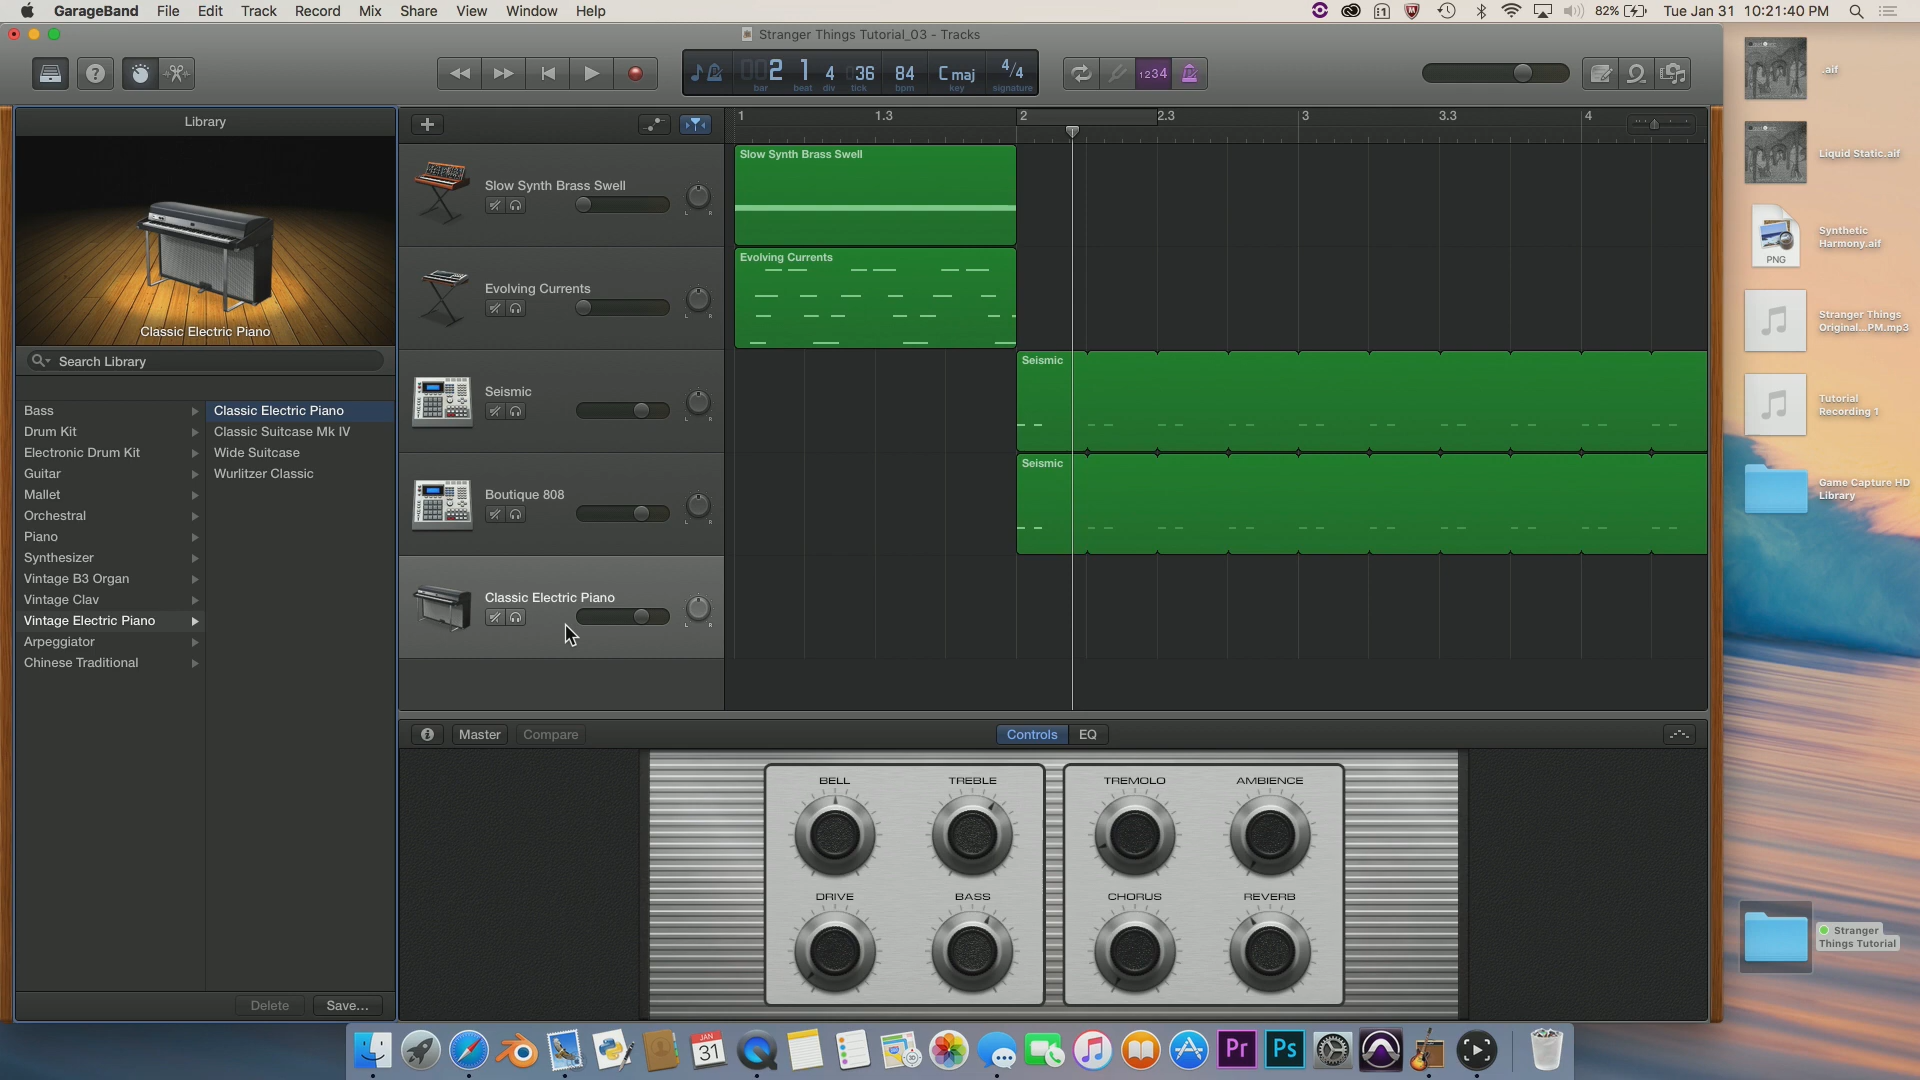 GarageBand File Edit Track Record Mix Share View Window Help
82% Tue Jan 31 10:21:40 PM
Stranger Things Tutorial_03 - Tracks
2 1 4 36 84 C maj 4/4
bar beat div tick bpm key signature
1234
Library
Classic Electric Piano
Search Library
Bass
Drum Kit
Electronic Drum Kit
Guitar
Mallet
Orchestral
Piano
Synthesizer
Vintage B3 Organ
Vintage Clav
Vintage Electric Piano
Arpeggiator
Chinese Traditional
Classic Electric Piano
Classic Suitcase Mk IV
Wide Suitcase
Wurlitzer Classic
Delete
Save...
1 1.3 2 2.3 3 3.3 4
Slow Synth Brass Swell
L R
Evolving Currents
L R
Seismic
L R
Boutique 808
L R
Classic Electric Piano
L R
Slow Synth Brass Swell
Evolving Currents
Seismic
Seismic
Master
Compare
Controls
EQ
BELL TREBLE TREMOLO AMBIENCE
DRIVE BASS CHORUS REVERB
.aif
Liquid Static.aif
PNG
Synthetic
Harmony.aif
Stranger Things
Original...PM.mp3
Tutorial
Recording 1
Game Capture HD
Library
Stranger
Things Tutorial
JAN
31
3D
Pr
Ps